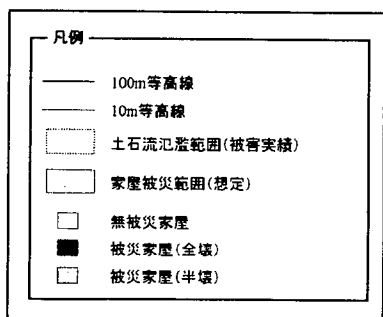 凡例
100m等高線
10m等高線
土石流氾濫範囲(被害実績)
家屋被災範囲(想定)
無被災家屋
被災家屋(全壊)
被災家屋(半壊)